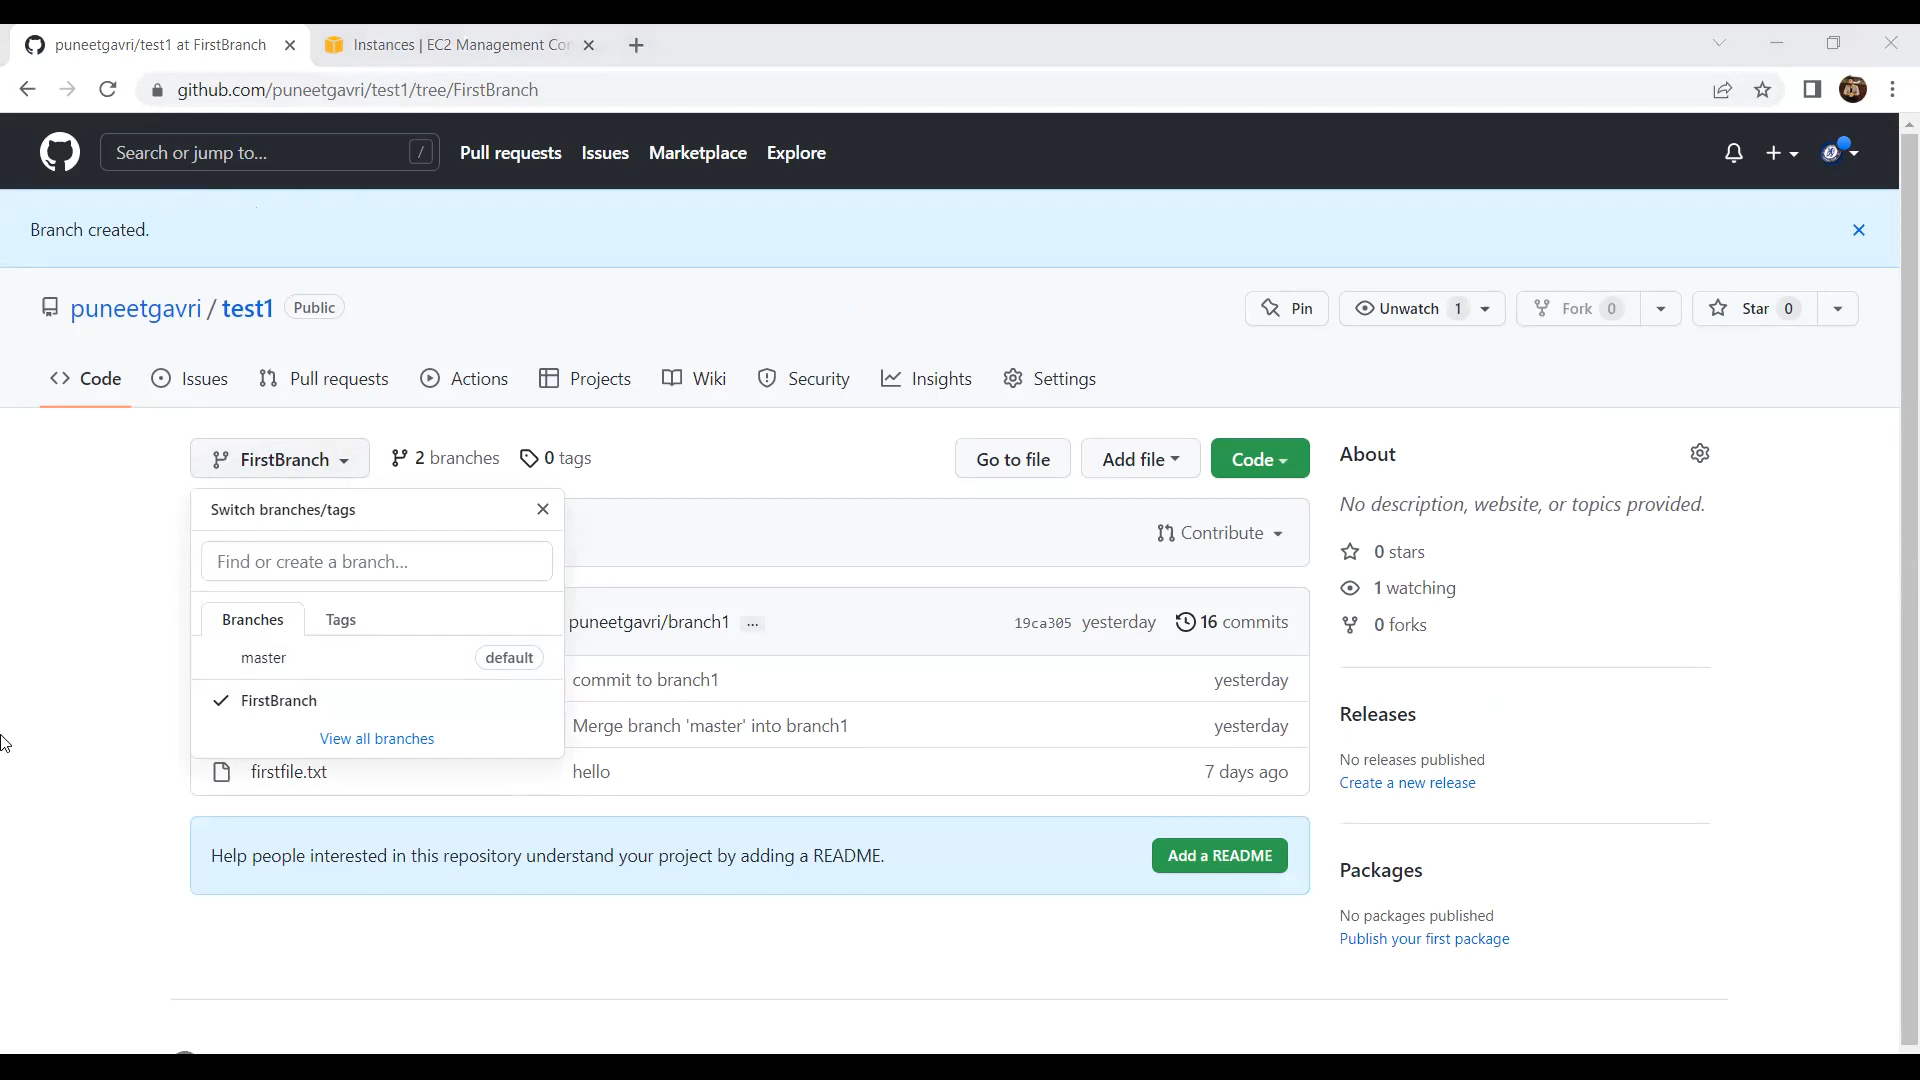 puneetgavri/test1 at FirstBranch
Instances | EC2 Management Cor
github.com/puneetgavri/test1/tree/FirstBranch
Search or jump to... /
Pull requests Issues Marketplace Explore
Branch created.
puneetgavri / test1 Public
Pin Unwatch 1 Fork 0 Star 0
Code Issues Pull requests Actions Projects Wiki Security Insights Settings
FirstBranch 2 branches 0 tags Go to file Add file Code
Switch branches/tags
Find or create a branch...
Branches Tags
master default
FirstBranch
View all branches
Contribute
puneetgavri/branch1 ... 19ca305 yesterday 16 commits
commit to branch1 yesterday
Merge branch 'master' into branch1 yesterday
firstfile.txt hello 7 days ago
Help people interested in this repository understand your project by adding a README. Add a README
About
No description, website, or topics provided.
0 stars
1 watching
0 forks
Releases
No releases published
Create a new release
Packages
No packages published
Publish your first package